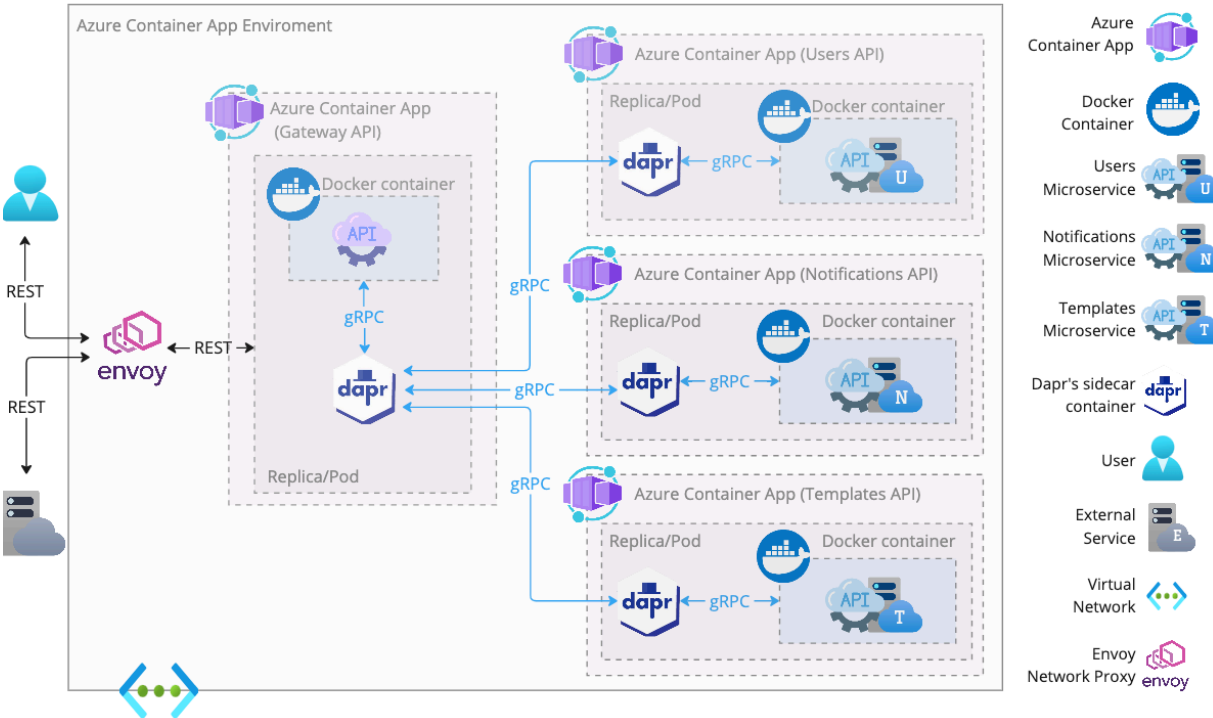 Azure Container App Enviroment
Azure Container App
(Gateway API)
Docker container
API
gRPC
dapr
Replica/Pod
REST
REST
envoy
REST
gRPC
gRPC
gRPC
Azure Container App (Users API)
Replica/Pod
Docker container
dapr
gRPC
API
U
Azure Container App (Notifications API)
Replica/Pod
Docker container
dapr
gRPC
API
N
Azure Container App (Templates API)
Replica/Pod
Docker container
dapr
gRPC
API
T
Azure
Container App
Docker
Container
Users
Microservice
API
U
Notifications
Microservice
API
N
Templates
Microservice
API
T
Dapr's sidecar
container
dapr
User
External
Service
E
Virtual
Network
Envoy
Network Proxy
envoy